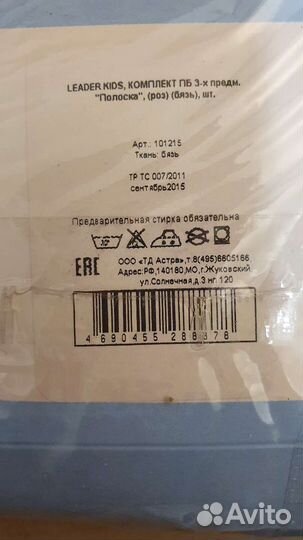 LEADER KIDS, КОМПЛЕКТ ПБ 3-х предм.
"Полоска", (роз) (бязь), шт.
Арт.: 101215
Ткань: бязь
ТР ТС 007/2011
сентябрь2015
Предварительная стирка обязательна
EAC
ООО «ТД Астра»,т.8(495)6605166
Адрес:РФ,140180,МО,г.Жуковский
ул.Солнечная,д.3 нг.120
4 690455 288378
Avito